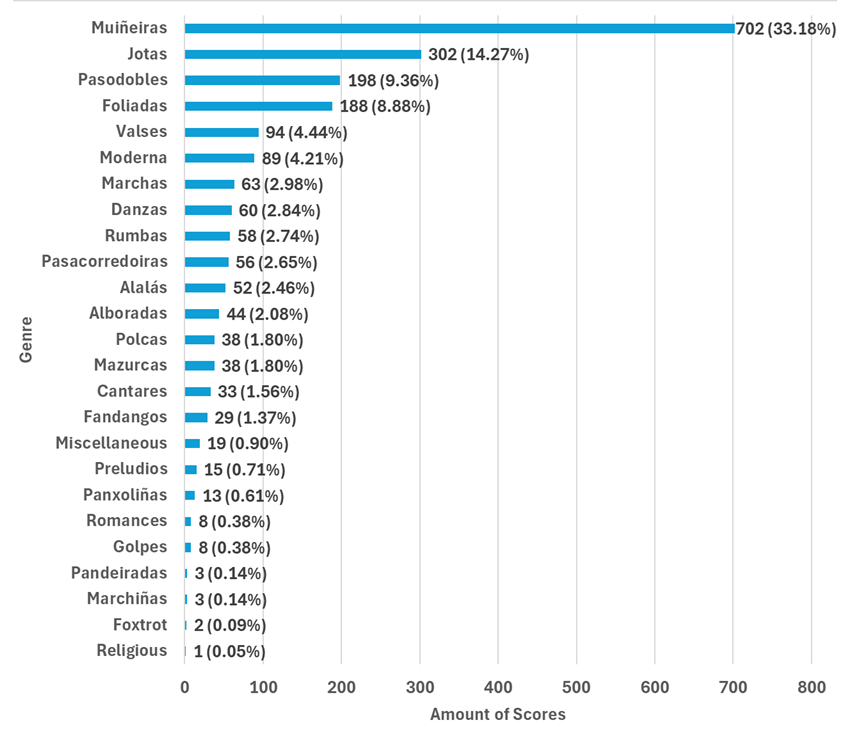 Muiñeiras 702 (33.18%)
Jotas 302 (14.27%)
Pasodobles 198 (9.36%)
Foliadas 188 (8.88%)
Valses 94 (4.44%)
Moderna 89 (4.21%)
Marchas 63 (2.98%)
Danzas 60 (2.84%)
Rumbas 58 (2.74%)
Pasacorredoiras 56 (2.65%)
Alalás 52 (2.46%)
Alboradas 44 (2.08%)
Polcas 38 (1.80%)
Mazurcas 38 (1.80%)
Cantares 33 (1.56%)
Fandangos 29 (1.37%)
Miscellaneous 19 (0.90%)
Preludios 15 (0.71%)
Panxoliñas 13 (0.61%)
Romances 8 (0.38%)
Golpes 8 (0.38%)
Pandeiradas 3 (0.14%)
Marchiñas 3 (0.14%)
Foxtrot 2 (0.09%)
Religious 1 (0.05%)
Genre
0 100 200 300 400 500 600 700 800
Amount of Scores